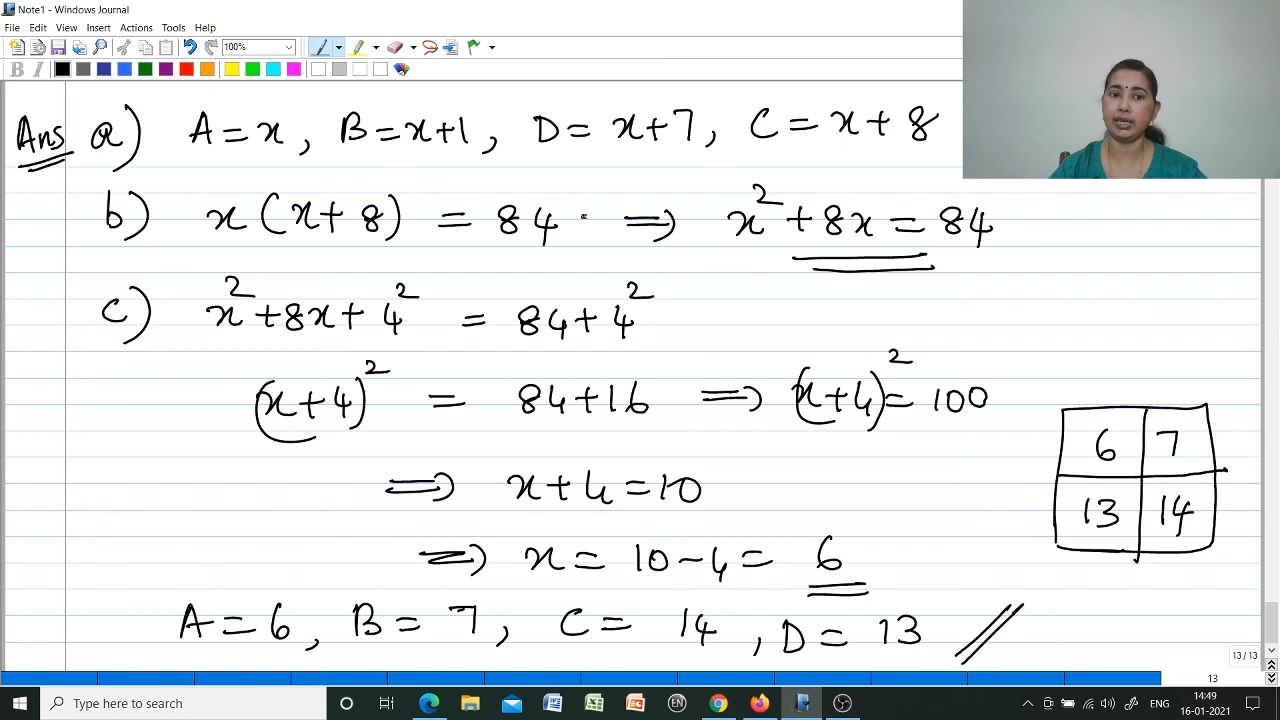 Note1 - Windows Journal
File Edit View Insert Actions Tools Help
100%
B I
Ans a) A = x, B = x+1, D = x+7, C = x+8
b) x(x+8) = 84 ⟹ x² + 8x = 84
c) x² + 8x + 4² = 84 + 4²
(x+4)² = 84+16 ⟹ (x+4)² = 100
6 7
⟹ x+4 = 10
13 14
⟹ x = 10 - 4 = 6
A = 6, B = 7, C = 14, D = 13
13 / 13
13
Type here to search
EN
ENG
14:49
16-01-2021